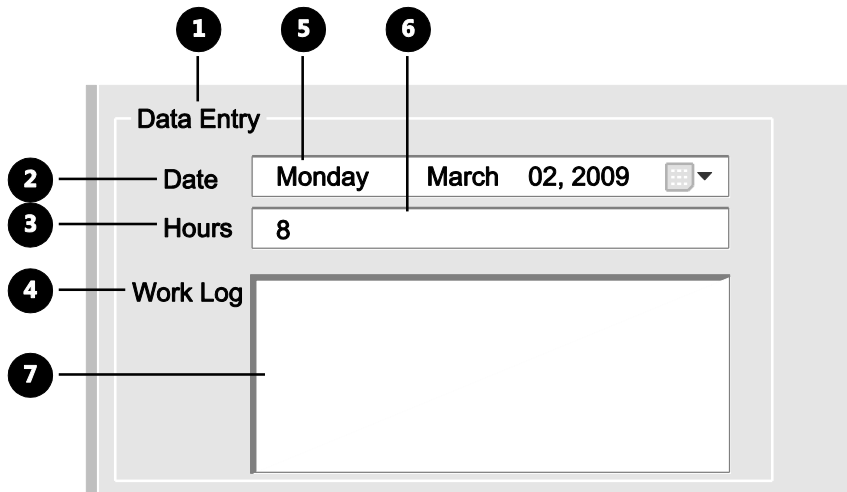 1 5 6
Data Entry
2 Date Monday March 02, 2009
3 Hours 8
4 Work Log
7